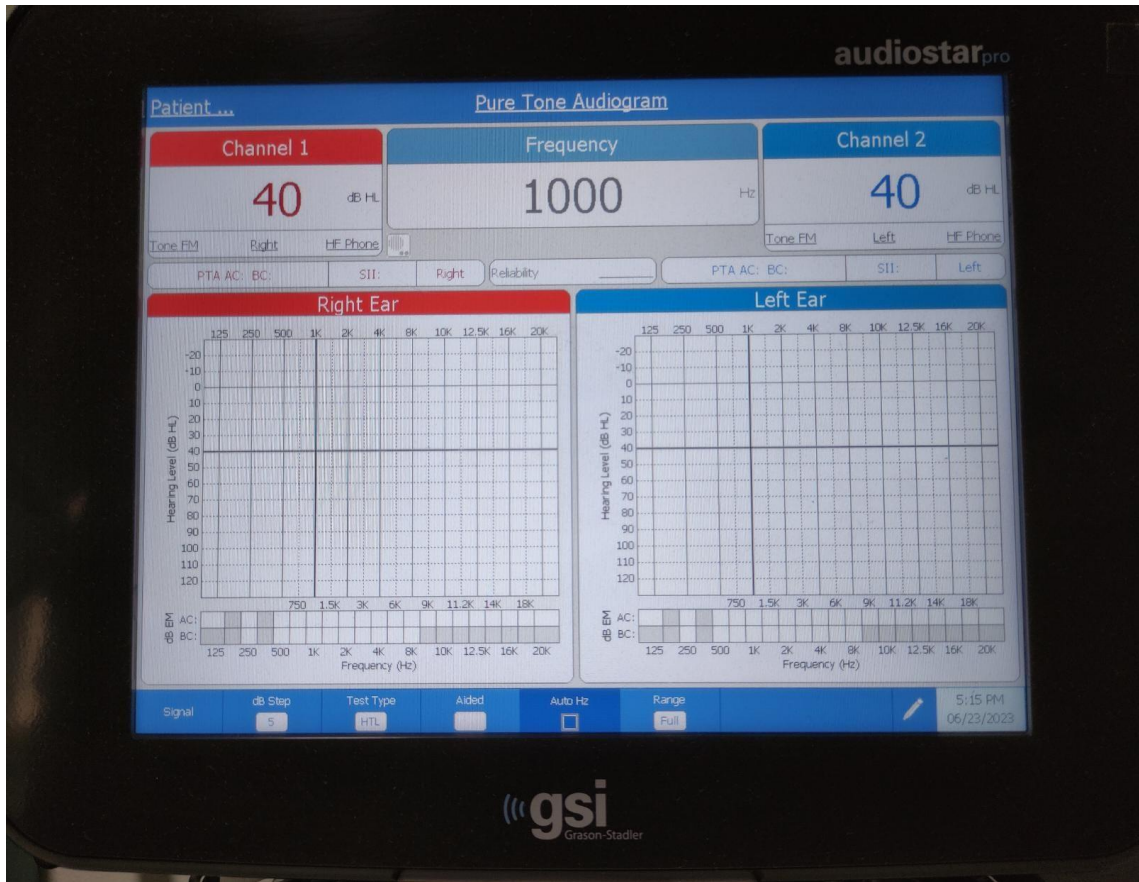 audiostar pro
Patient ... Pure Tone Audiogram
Channel 1 Frequency Channel 2
40 dB HL 1000 Hz 40 dB HL
Tone FM Right HF Phone Tone FM Left HF Phone
PTA AC: BC: SII: Right Reliability PTA AC: BC: SII: Left
Right Ear
125 250 500 1K 2K 4K 8K 10K 12.5K 16K 20K
Hearing Level (dB HL)
-20
-10
0
10
20
30
40
50
60
70
80
90
100
110
120
750 1.5K 3K 6K 9K 11.2K 14K 18K
dB EM
AC:
BC:
125 250 500 1K 2K 4K 8K 10K 12.5K 16K 20K
Frequency (Hz)
Left Ear
125 250 500 1K 2K 4K 8K 10K 12.5K 16K 20K
Hearing Level (dB HL)
-20
-10
0
10
20
30
40
50
60
70
80
90
100
110
120
750 1.5K 3K 6K 9K 11.2K 14K 18K
dB EM
AC:
BC:
125 250 500 1K 2K 4K 8K 10K 12.5K 16K 20K
Frequency (Hz)
Signal dB Step Test Type Aided Auto Hz Range 5:15 PM
5 HTL Full 06/23/2023
gsi
Grason-Stadler